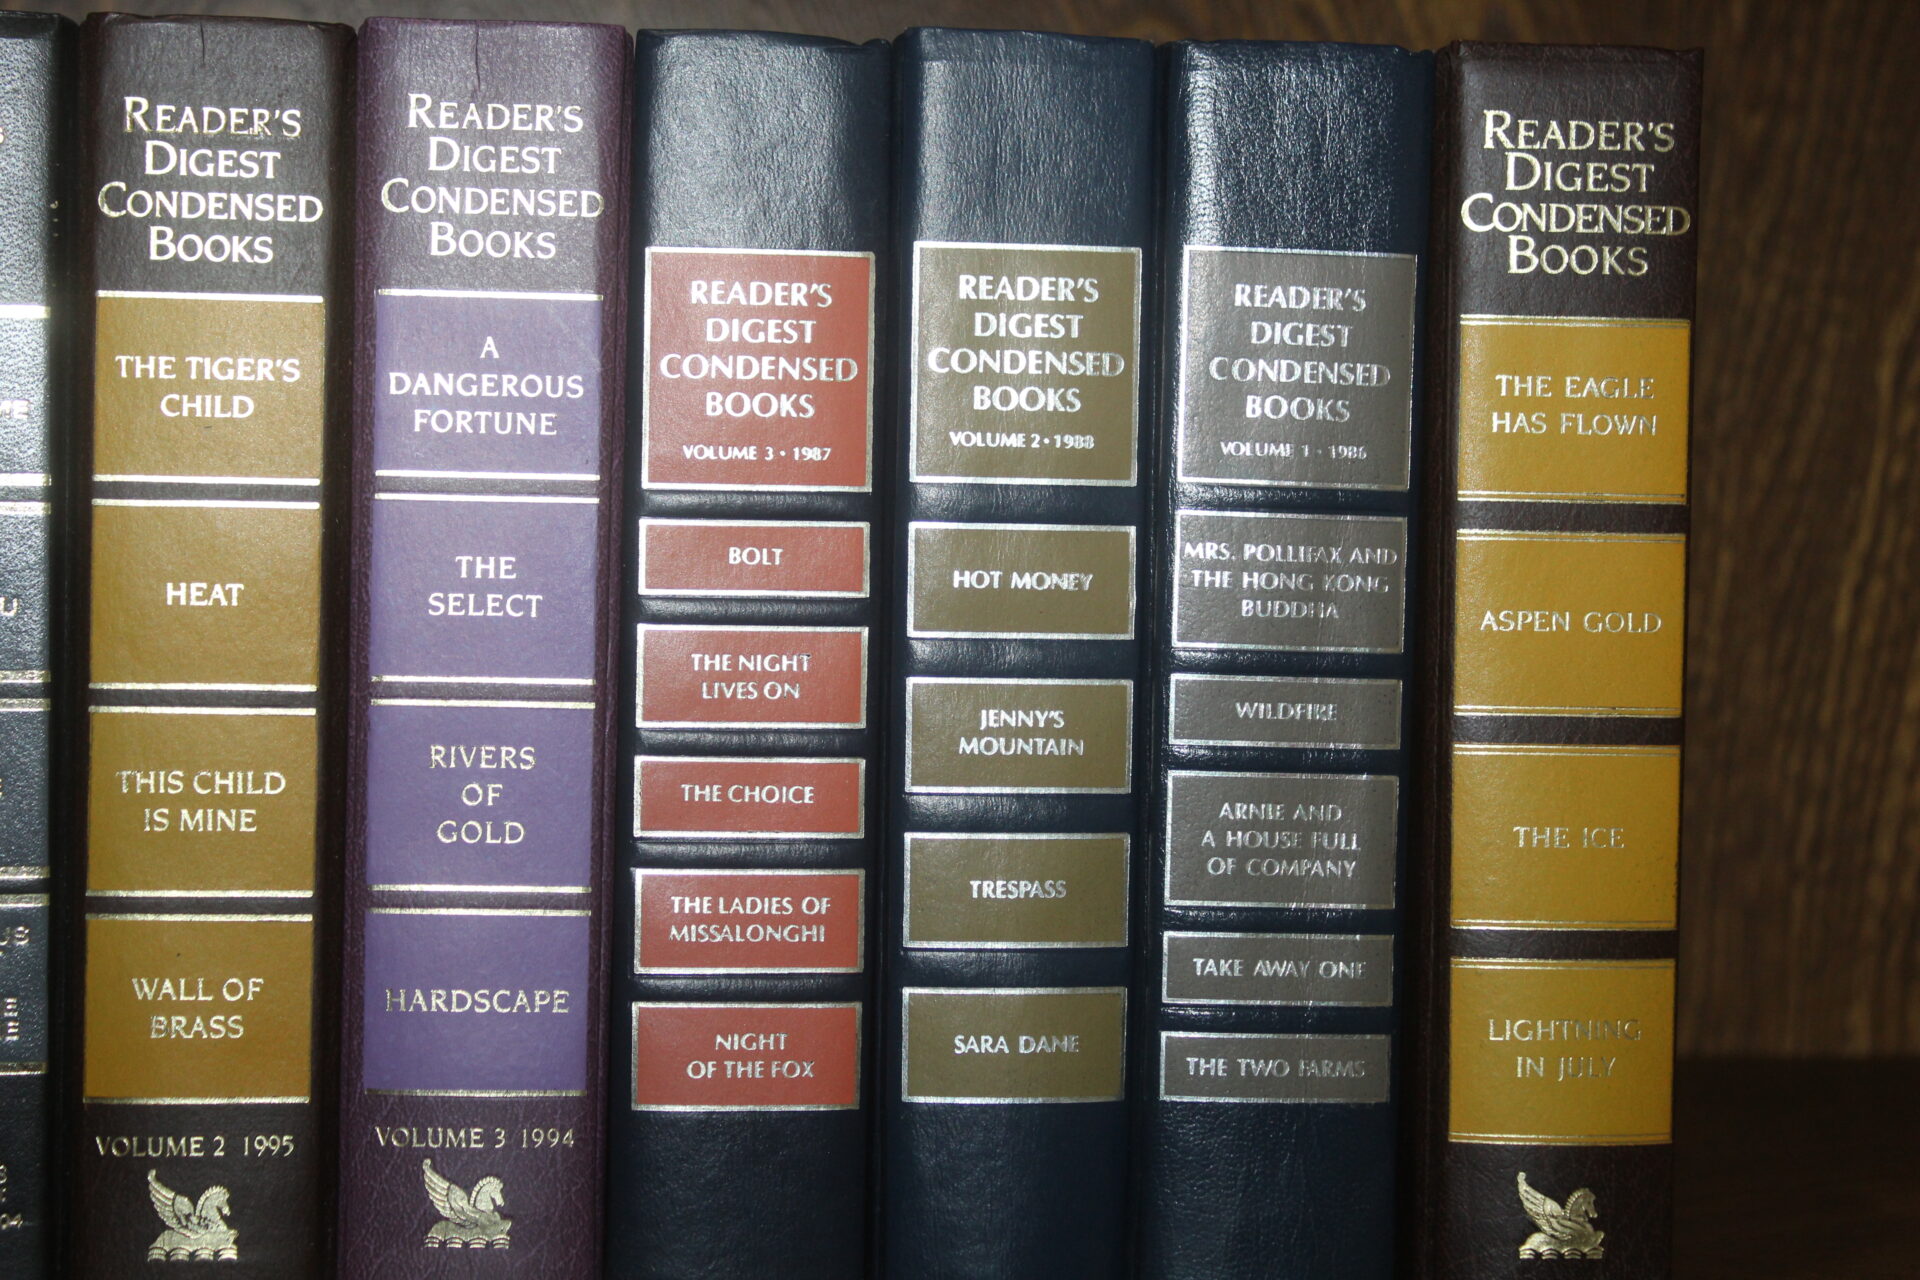 READER'S
DIGEST
CONDENSED
BOOKS
THE TIGER'S
CHILD
HEAT
THIS CHILD
IS MINE
WALL OF
BRASS
VOLUME 2 1995
READER'S
DIGEST
CONDENSED
BOOKS
A
DANGEROUS
FORTUNE
THE
SELECT
RIVERS
OF
GOLD
HARDSCAPE
VOLUME 3 1994
READER'S
DIGEST
CONDENSED
BOOKS
VOLUME 3 • 1987
BOLT
THE NIGHT
LIVES ON
THE CHOICE
THE LADIES OF
MISSALONGHI
NIGHT
OF THE FOX
READER'S
DIGEST
CONDENSED
BOOKS
VOLUME 2 • 1988
HOT MONEY
JENNY'S
MOUNTAIN
TRESPASS
SARA DANE
READER'S
DIGEST
CONDENSED
BOOKS
VOLUME 1 • 1986
MRS. POLLIFAX AND
THE HONG KONG
BUDDHA
WILDFIRE
ARNIE AND
A HOUSE FULL
OF COMPANY
TAKE AWAY ONE
THE TWO FARMS
READER'S
DIGEST
CONDENSED
BOOKS
THE EAGLE
HAS FLOWN
ASPEN GOLD
THE ICE
LIGHTNING
IN JULY